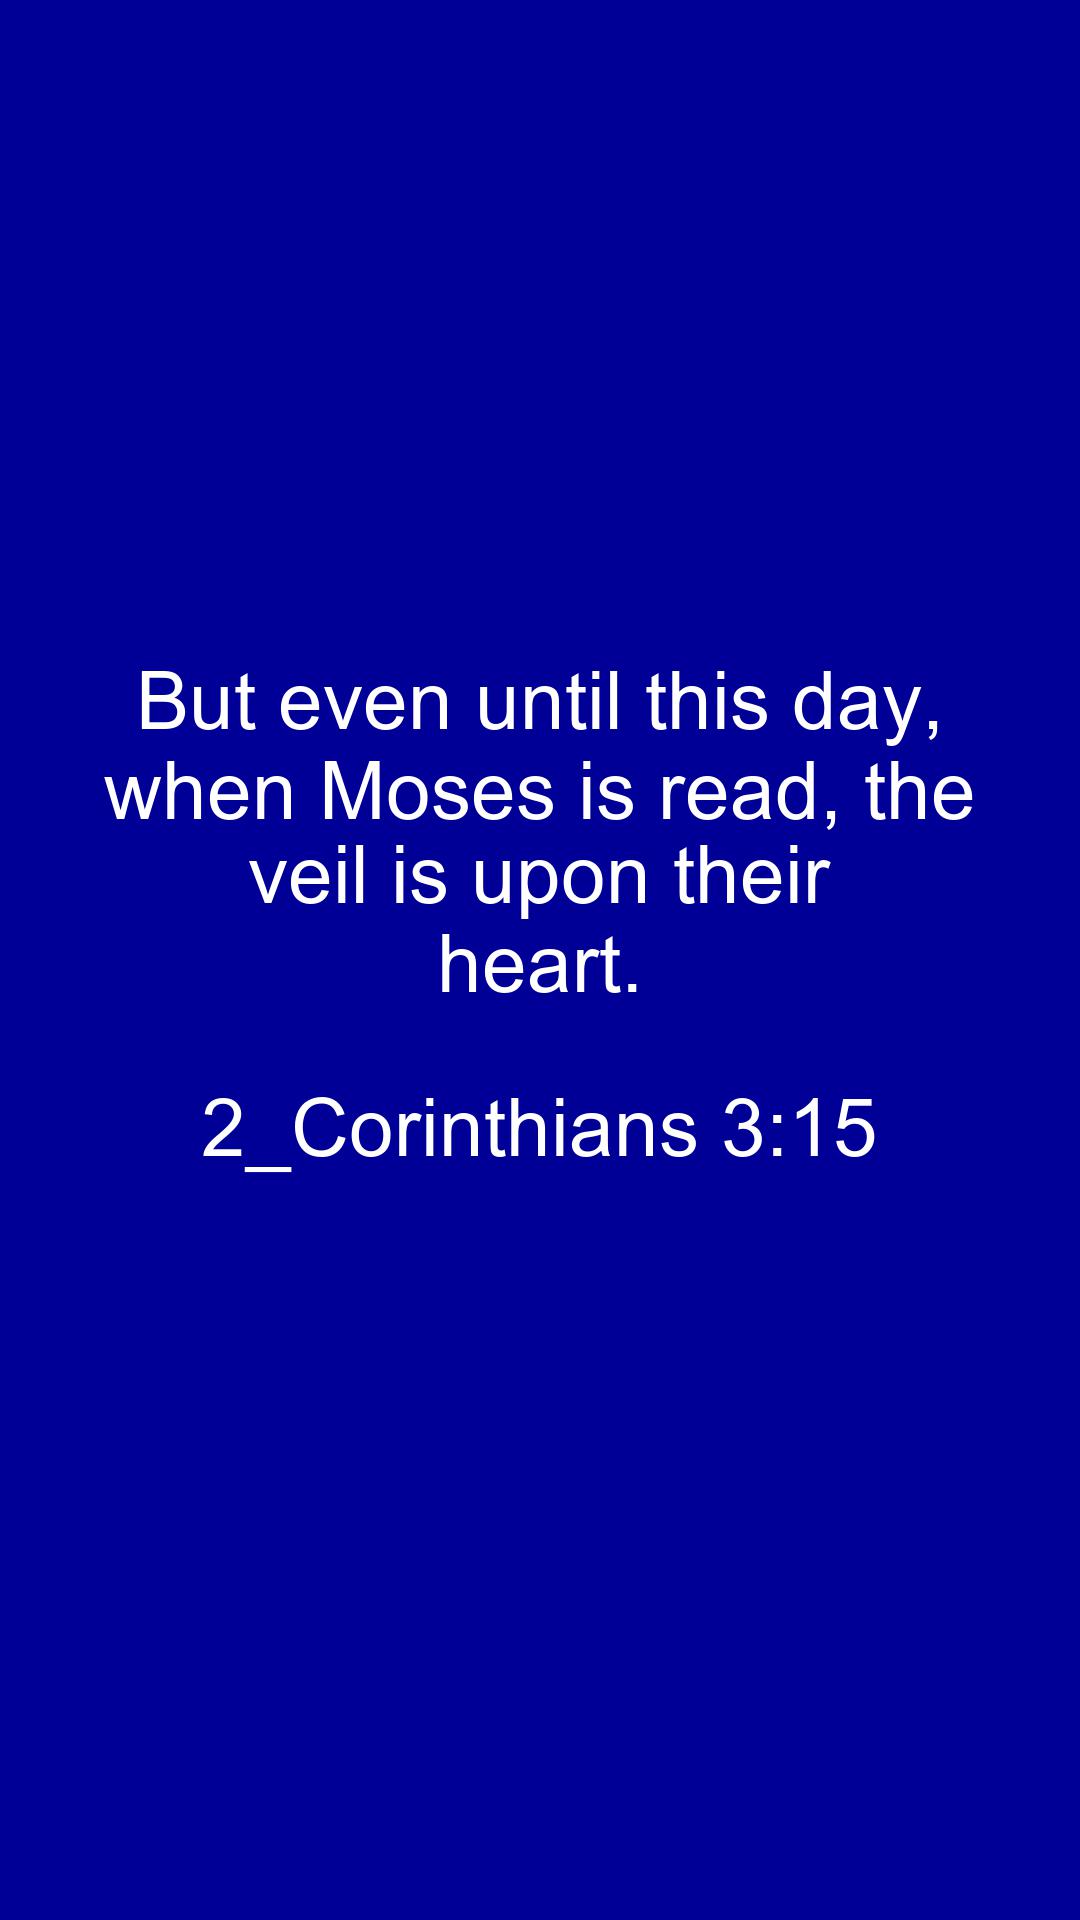 But even until this day,
when Moses is read, the
veil is upon their
heart.
2_Corinthians 3:15